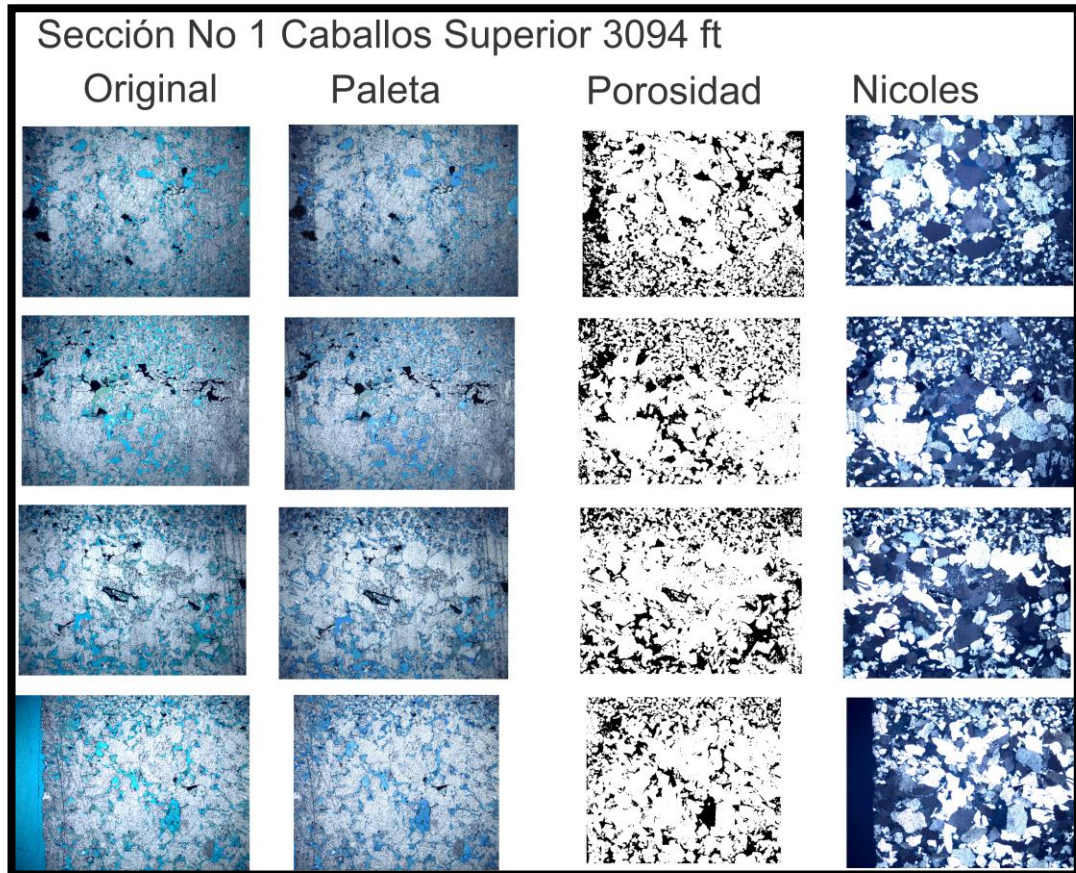 Sección No 1 Caballos Superior 3094 ft
Original Paleta Porosidad Nicoles